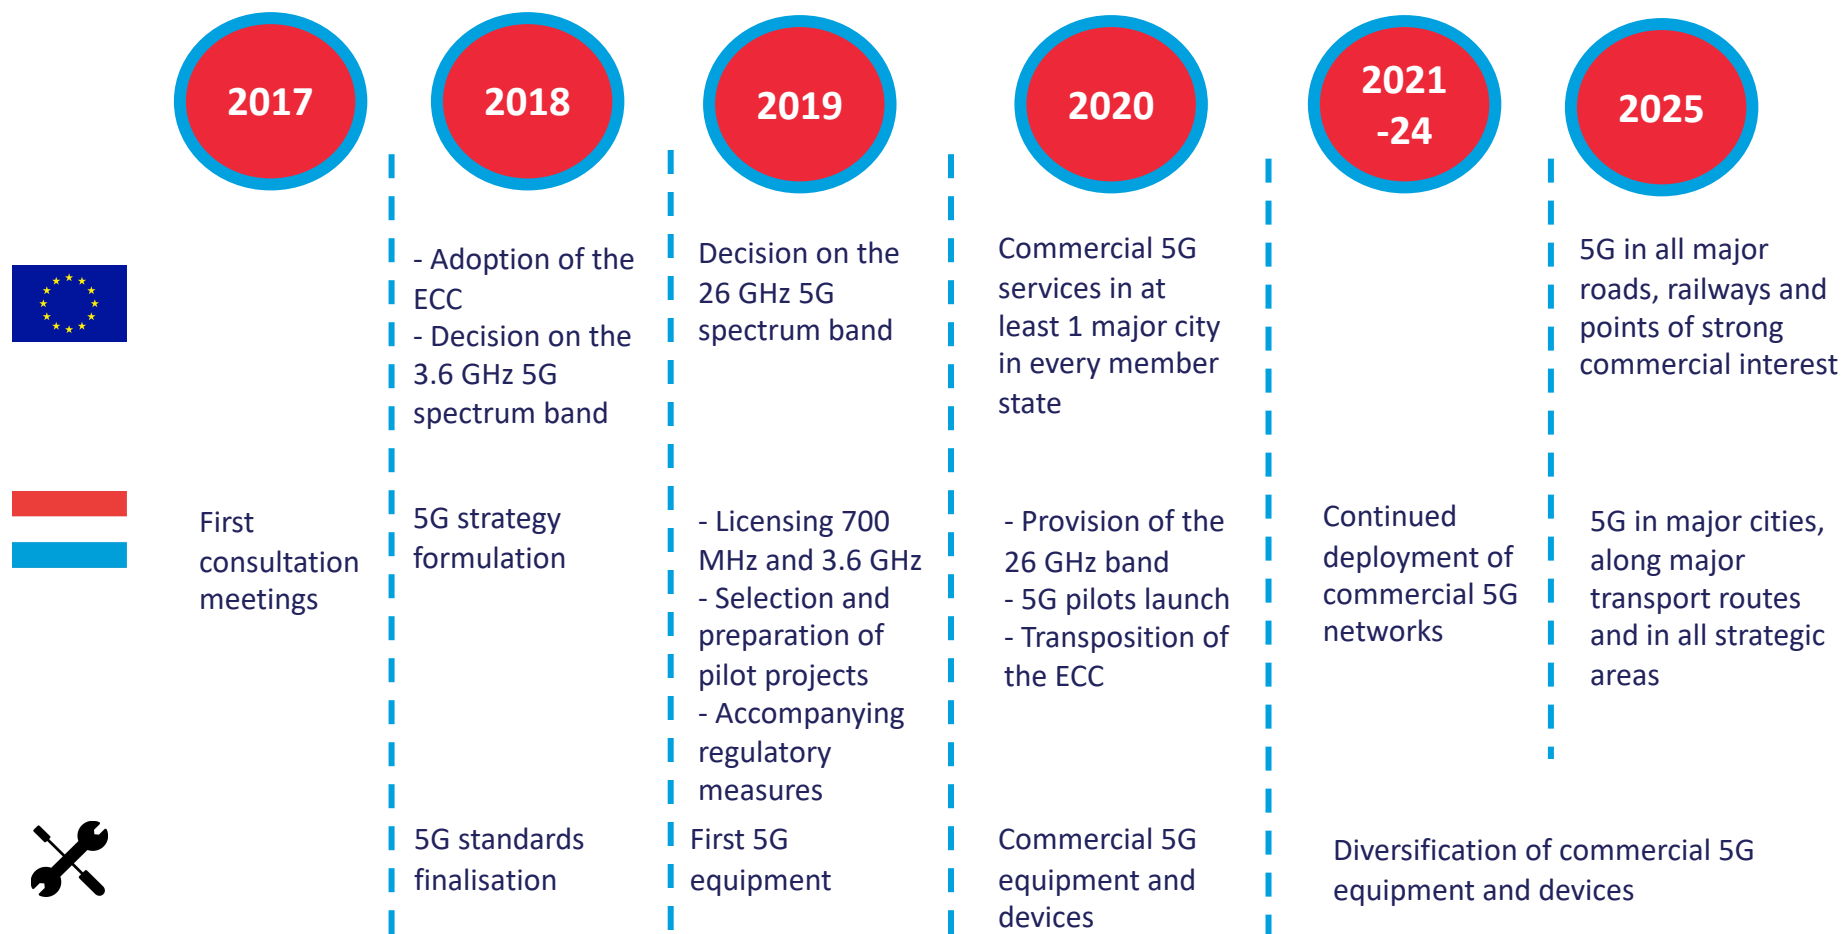 2017
2018
2019
2020
2021
-24
2025
- Adoption of the
ECC
- Decision on the
3.6 GHz 5G
spectrum band
Decision on the
26 GHz 5G
spectrum band
Commercial 5G
services in at
least 1 major city
in every member
state
5G in all major
roads, railways and
points of strong
commercial interest
First
consultation
meetings
5G strategy
formulation
- Licensing 700
MHz and 3.6 GHz
- Selection and
preparation of
pilot projects
- Accompanying
regulatory
measures
- Provision of the
26 GHz band
- 5G pilots launch
- Transposition of
the ECC
Continued
deployment of
commercial 5G
networks
5G in major cities,
along major
transport routes
and in all strategic
areas
5G standards
finalisation
First 5G
equipment
Commercial 5G
equipment and
devices
Diversification of commercial 5G
equipment and devices